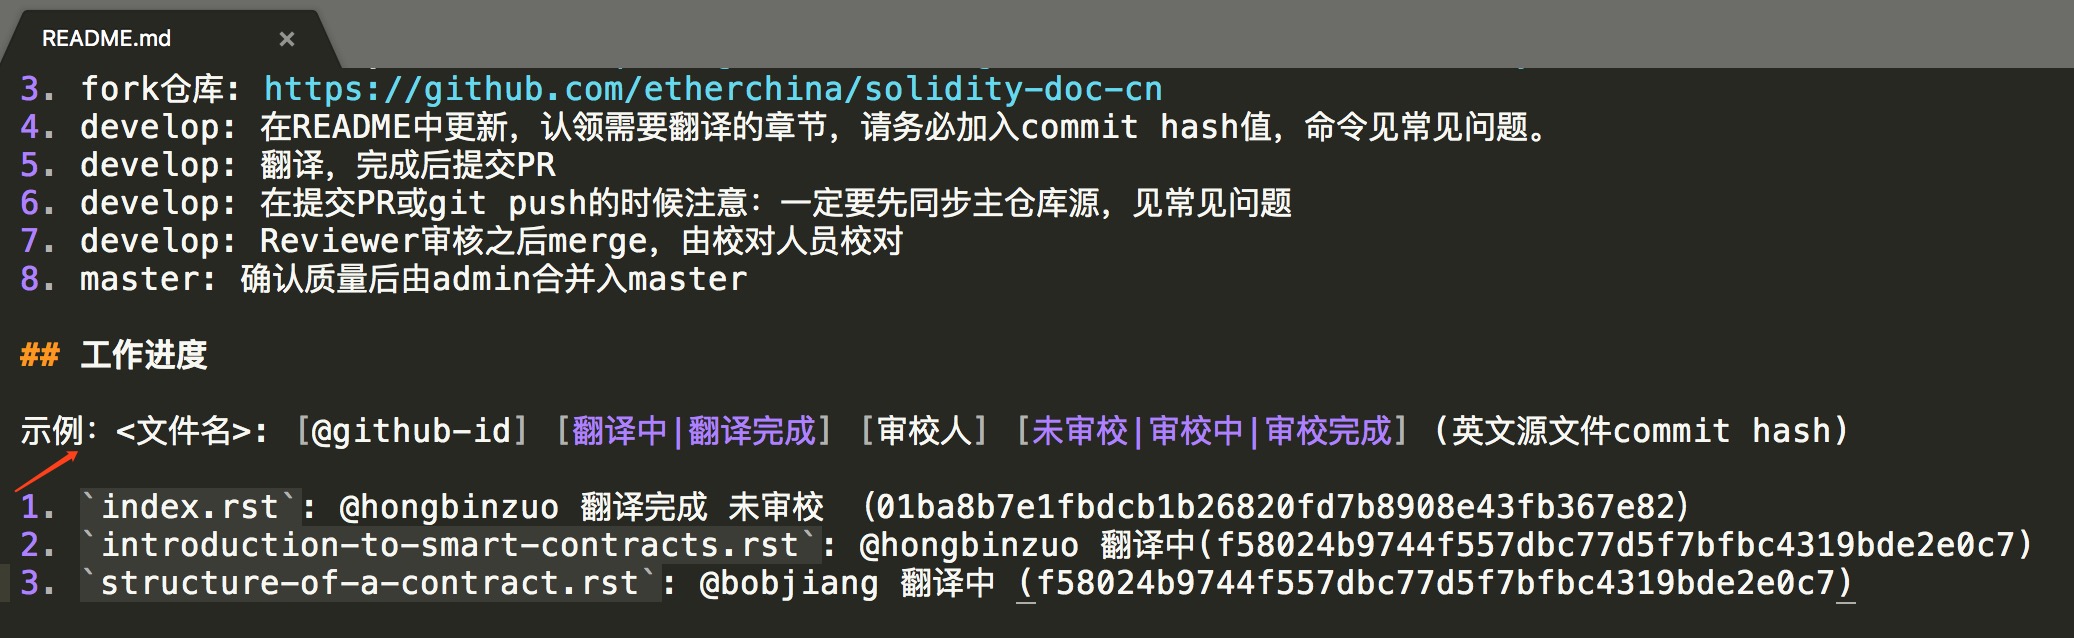 README.md ×
3. fork仓库: https://github.com/etherchina/solidity-doc-cn
4. develop: 在README中更新，认领需要翻译的章节，请务必加入commit hash值，命令见常见问题。
5. develop: 翻译，完成后提交PR
6. develop: 在提交PR或git push的时候注意：一定要先同步主仓库源，见常见问题
7. develop: Reviewer审核之后merge，由校对人员校对
8. master: 确认质量后由admin合并入master
## 工作进度
示例：<文件名>: [@github-id] [翻译中|翻译完成] [审校人] [未审校|审校中|审校完成] (英文源文件commit hash)
1. `index.rst`: @hongbinzuo 翻译完成 未审校 （01ba8b7e1fbdcb1b26820fd7b8908e43fb367e82)
2. `introduction-to-smart-contracts.rst`: @hongbinzuo 翻译中(f58024b9744f557dbc77d5f7bfbc4319bde2e0c7)
3. `structure-of-a-contract.rst`: @bobjiang 翻译中 (f58024b9744f557dbc77d5f7bfbc4319bde2e0c7)